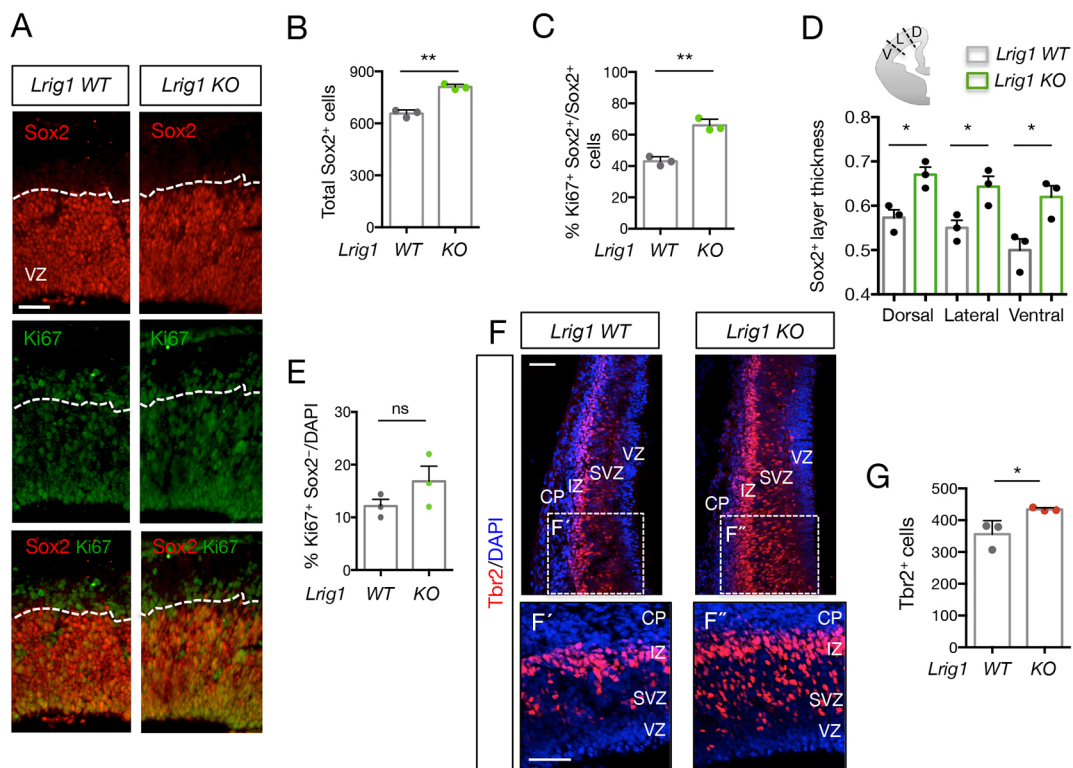 A
Lrig1 WT
Lrig1 KO
Sox2
Sox2
VZ
Ki67
Ki67
Sox2 Ki67
Sox2 Ki67
B
**
Total Sox2⁺ cells
900
600
300
0
Lrig1 WT KO
C
**
% Ki67⁺ Sox2⁺/Sox2⁺
cells
100
80
60
40
20
0
Lrig1 WT KO
D
V L D
Lrig1 WT
Lrig1 KO
Sox2⁺ layer thickness
0.8
0.7
0.6
0.5
0.4
* * *
Dorsal Lateral Ventral
E
ns
% Ki67⁺ Sox2⁻/DAPI
30
20
10
0
Lrig1 WT KO
F
Lrig1 WT
Lrig1 KO
Tbr2/DAPI
CP IZ SVZ VZ
F´
CP IZ SVZ VZ
F˝
F´
CP
IZ
SVZ
VZ
F˝
CP
IZ
SVZ
VZ
G
*
Tbr2⁺ cells
500
400
300
200
100
0
Lrig1 WT KO